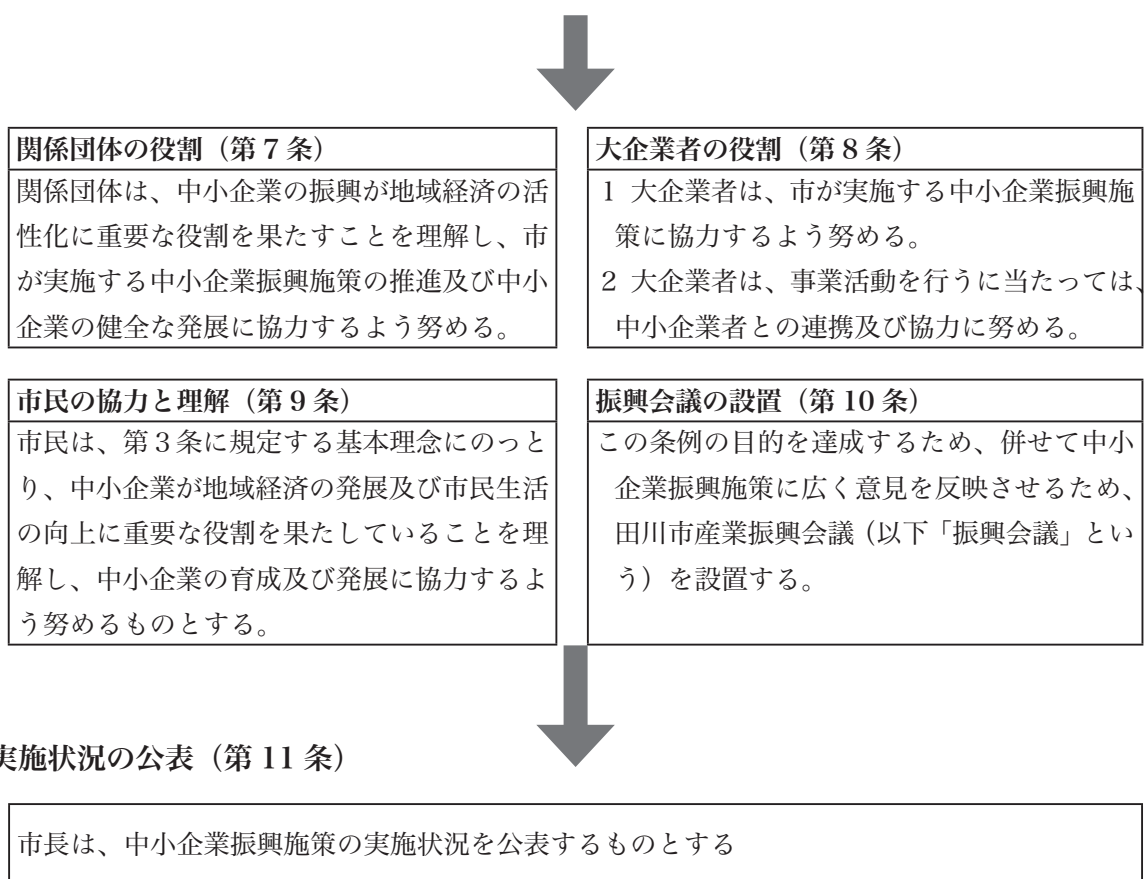 関係団体の役割（第７条）
関係団体は、中小企業の振興が地域経済の活
性化に重要な役割を果たすことを理解し、市
が実施する中小企業振興施策の推進及び中小
企業の健全な発展に協力するよう努める。
大企業者の役割（第８条）
１ 大企業者は、市が実施する中小企業振興施
策に協力するよう努める。
２ 大企業者は、事業活動を行うに当たっては、
中小企業者との連携及び協力に努める。
市民の協力と理解（第９条）
市民は、第３条に規定する基本理念にのっと
り、中小企業が地域経済の発展及び市民生活
の向上に重要な役割を果たしていることを理
解し、中小企業の育成及び発展に協力するよ
う努めるものとする。
振興会議の設置（第 10 条）
この条例の目的を達成するため、併せて中小
企業振興施策に広く意見を反映させるため、
田川市産業振興会議（以下「振興会議」とい
う）を設置する。
実施状況の公表（第 11 条）
市長は、中小企業振興施策の実施状況を公表するものとする